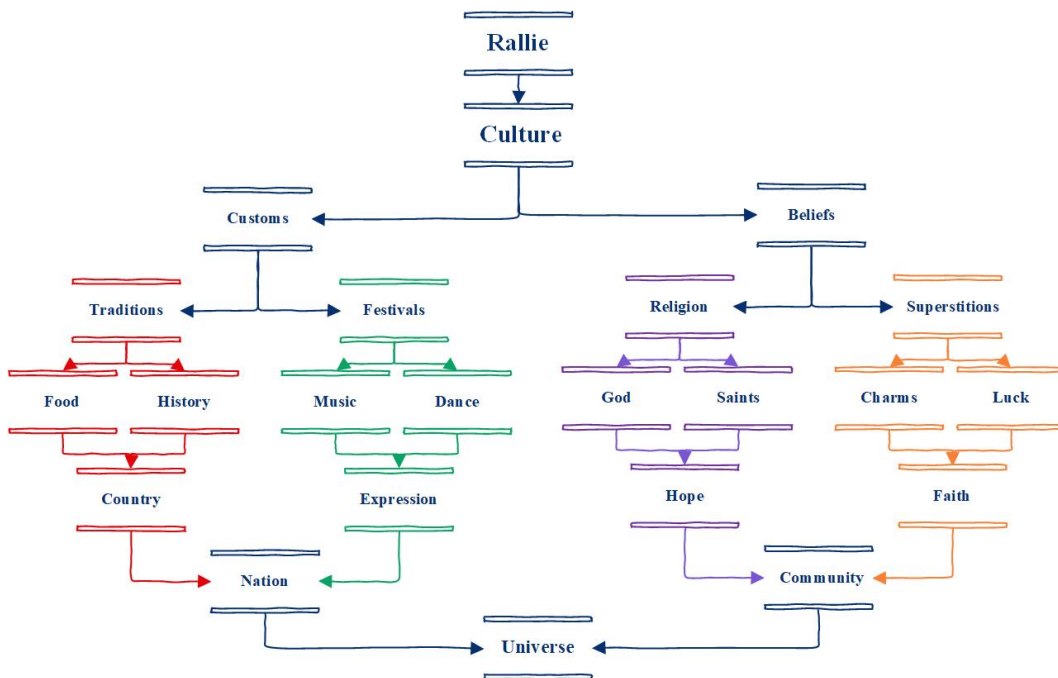 Rallie
Culture
Customs
Beliefs
Traditions
Festivals
Religion
Superstitions
Food
History
Music
Dance
God
Saints
Charms
Luck
Country
Expression
Hope
Faith
Nation
Community
Universe